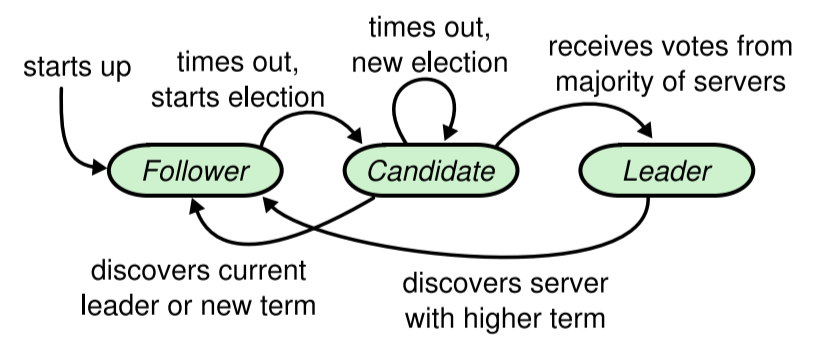 starts up
times out,
starts election
times out,
new election
receives votes from
majority of servers
Follower
Candidate
Leader
discovers current
leader or new term
discovers server
with higher term